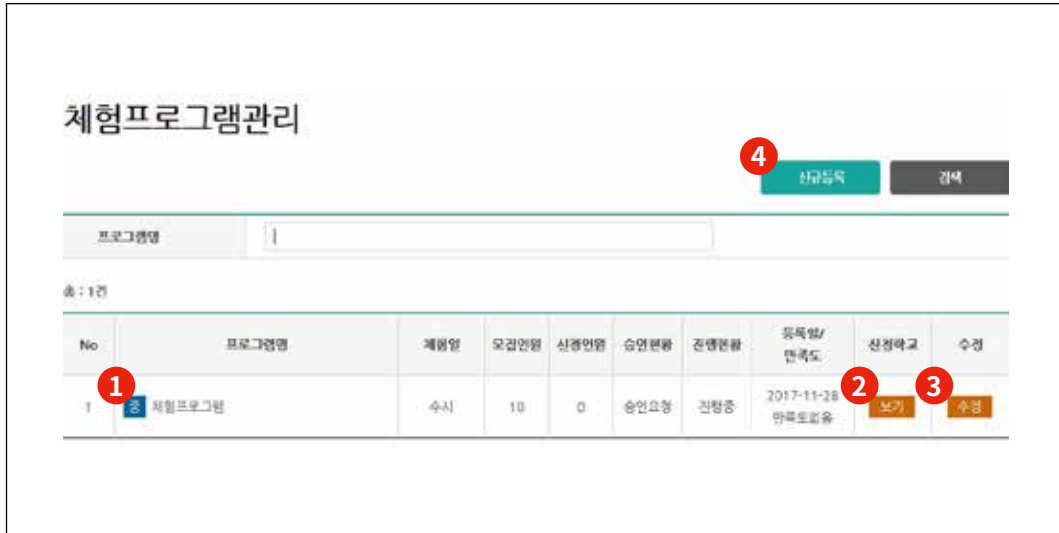 체험프로그램관리
4
신규등록 검색
프로그램명
총 : 1건
No 프로그램명 체험일 모집인원 신청인원 승인현황 진행현황 등록일/만족도 신청학교 수정
1 1 중 체험프로그램 수시 10 0 승인요청 진행중 2017-11-28 2 보기 3 수정
만족도없음